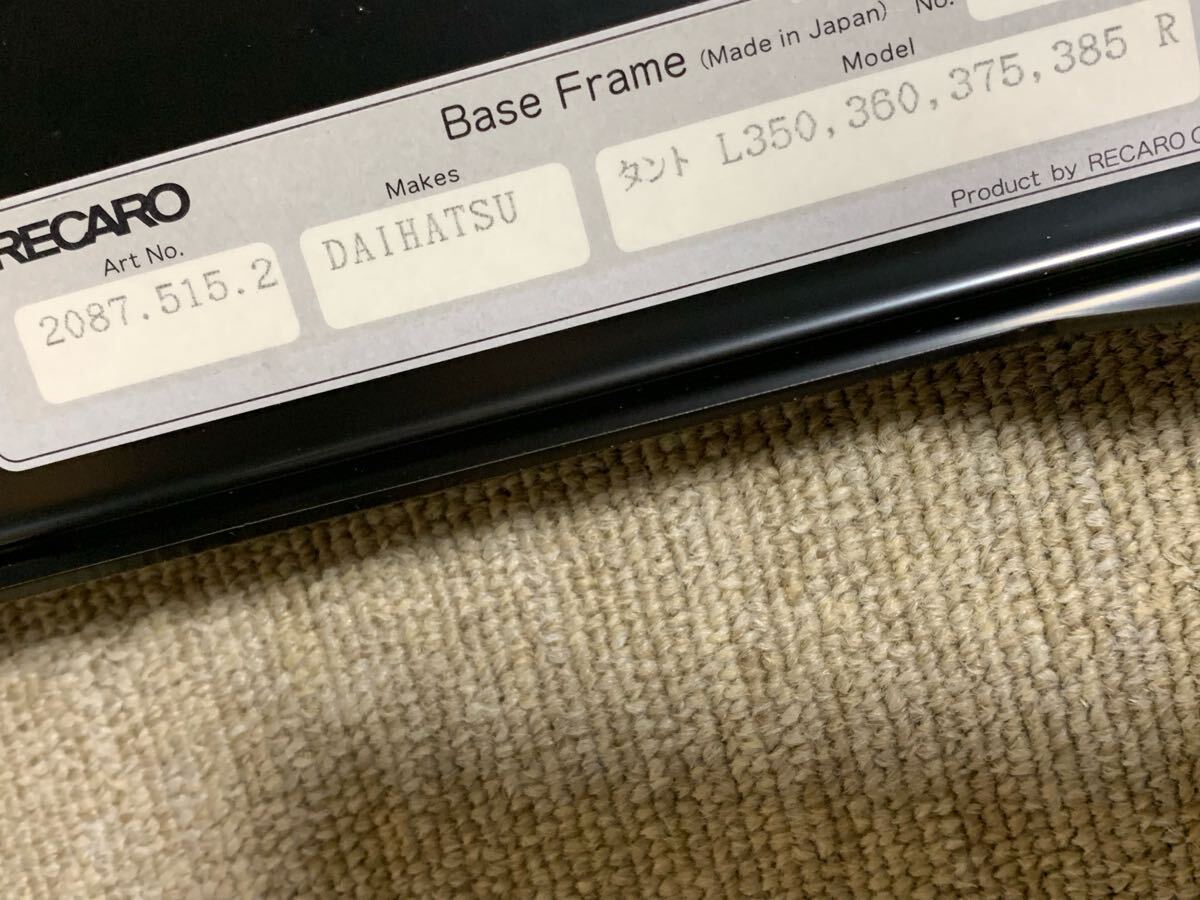 Base Frame (Made in Japan) No.
RECARO
Art No.
2087.515.2
Makes
DAIHATSU
Model
タント L350,360,375,385 R
Product by RECARO